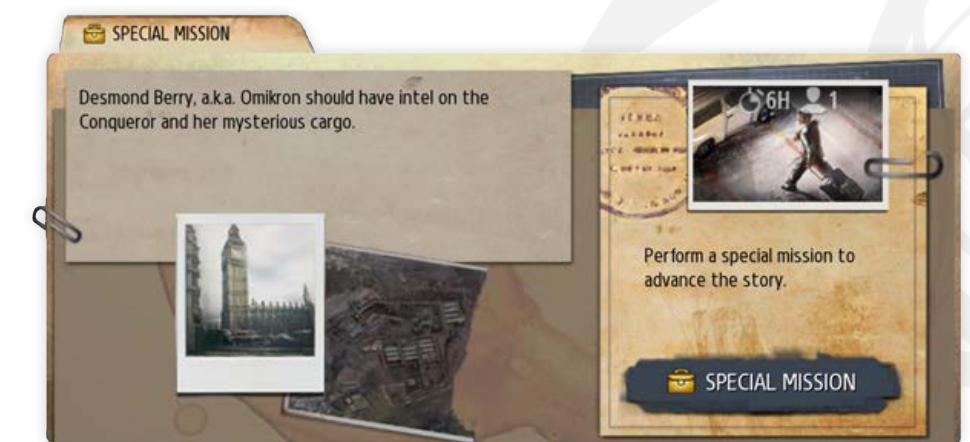 SPECIAL MISSION
Desmond Berry, a.k.a. Omikron should have intel on the
Conqueror and her mysterious cargo.
6H 1
Perform a special mission to
advance the story.
SPECIAL MISSION